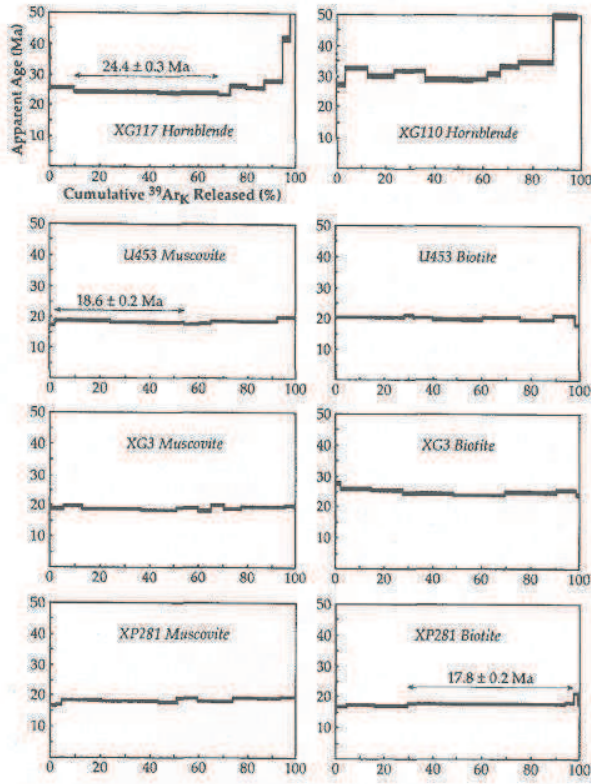 Apparent Age (Ma)
50
40
30
20
10
24.4 ± 0.3 Ma
XG117 Hornblende
0 20 40 60 80 100
Cumulative ³⁹ArK Released (%)
50
40
30
20
10
XG110 Hornblende
0 20 40 60 80 100
50
40
30
20
10
U453 Muscovite
18.6 ± 0.2 Ma
0 20 40 60 80 100
50
40
30
20
10
U453 Biotite
0 20 40 60 80 100
50
40
30
20
10
XG3 Muscovite
0 20 40 60 80 100
50
40
30
20
10
XG3 Biotite
0 20 40 60 80 100
50
40
30
20
10
XP281 Muscovite
0 20 40 60 80 100
50
40
30
20
10
XP281 Biotite
17.8 ± 0.2 Ma
0 20 40 60 80 100